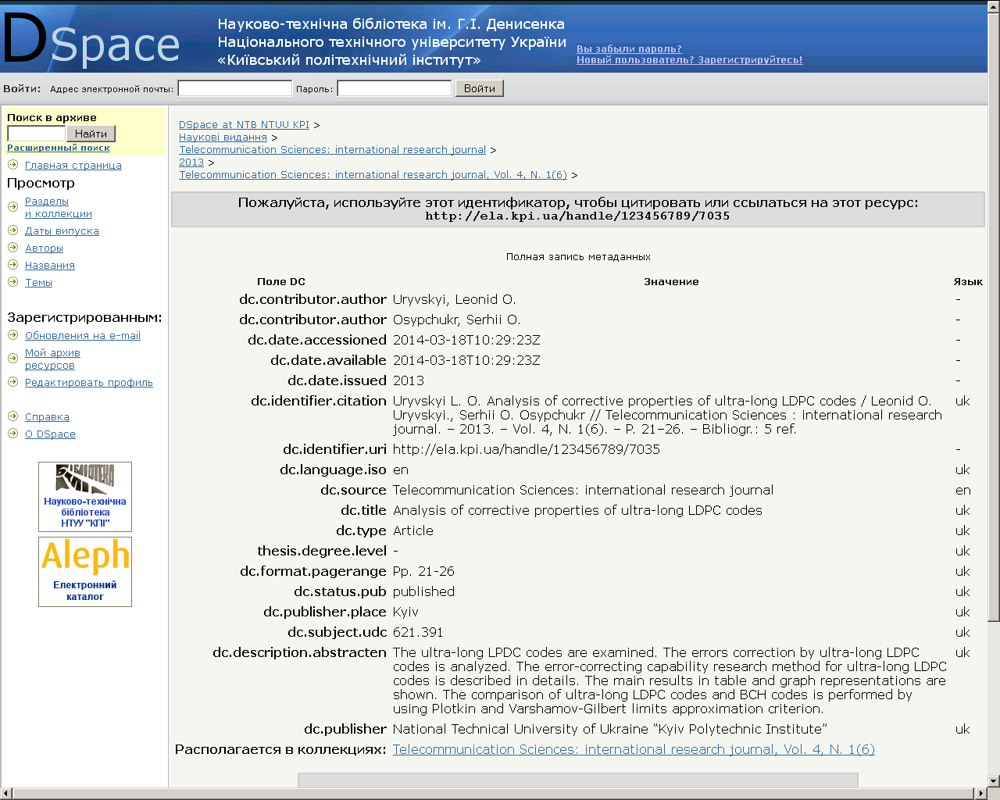 DSpace
Науково-технічна бібліотека ім. Г.І. Денисенка
Національного технічного університету України
«Київський політехнічний інститут»
Вы забыли пароль?
Новый пользователь? Зарегистрируйтесь!
Войти: Адрес электронной почты: Пароль: Войти
Поиск в архиве
Найти
Расширенный поиск
Главная страница
Просмотр
Разделы
и коллекции
Даты випуска
Авторы
Названия
Темы
Зарегистрированным:
Обновления на e-mail
Мой архив
ресурсов
Редактировать профиль
Справка
О DSpace
БІБЛІОТЕКА
Науково-технічна
бібліотека
НТУУ "КПІ"
Aleph
Електронний
каталог
DSpace at NTB NTUU KPI >
Наукові видання >
Telecommunication Sciences: international research journal >
2013 >
Telecommunication Sciences: international research journal, Vol. 4, N. 1(6) >
Пожалуйста, используйте этот идентификатор, чтобы цитировать или ссылаться на этот ресурс:
http://ela.kpi.ua/handle/123456789/7035
Полная запись метаданных
Поле DC Значение Язык
dc.contributor.author Uryvskyi, Leonid O. -
dc.contributor.author Osypchukr, Serhii O. -
dc.date.accessioned 2014-03-18T10:29:23Z -
dc.date.available 2014-03-18T10:29:23Z -
dc.date.issued 2013 -
dc.identifier.citation Uryvskyi L. O. Analysis of corrective properties of ultra-long LDPC codes / Leonid O. uk
Uryvskyi., Serhii O. Osypchukr // Telecommunication Sciences : international research
journal. – 2013. – Vol. 4, N. 1(6). – P. 21–26. – Bibliogr.: 5 ref.
dc.identifier.uri http://ela.kpi.ua/handle/123456789/7035 -
dc.language.iso en uk
dc.source Telecommunication Sciences: international research journal en
dc.title Analysis of corrective properties of ultra-long LDPC codes uk
dc.type Article uk
thesis.degree.level - uk
dc.format.pagerange Pp. 21-26 uk
dc.status.pub published uk
dc.publisher.place Kyiv uk
dc.subject.udc 621.391 uk
dc.description.abstracten The ultra-long LPDC codes are examined. The errors correction by ultra-long LDPC uk
codes is analyzed. The error-correcting capability research method for ultra-long LDPC
codes is described in details. The main results in table and graph representations are
shown. The comparison of ultra-long LDPC codes and BCH codes is performed by
using Plotkin and Varshamov-Gilbert limits approximation criterion.
dc.publisher National Technical University of Ukraine “Kyiv Polytechnic Institute” uk
Располагается в коллекциях: Telecommunication Sciences: international research journal, Vol. 4, N. 1(6)